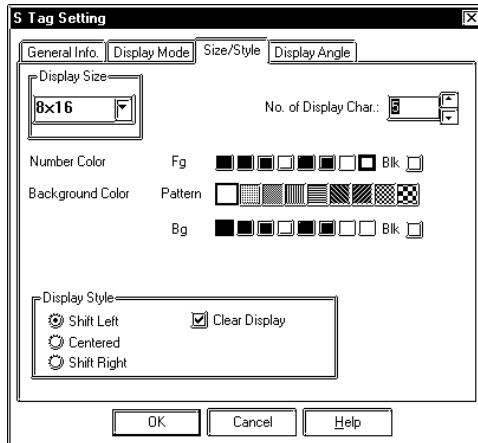 S Tag Setting
General Info. Display Mode Size/Style Display Angle
Display Size
8×16
No. of Display Char.: 5
Number Color Fg Blk
Background Color Pattern
Bg Blk
Display Style
Shift Left Clear Display
Centered
Shift Right
OK Cancel Help